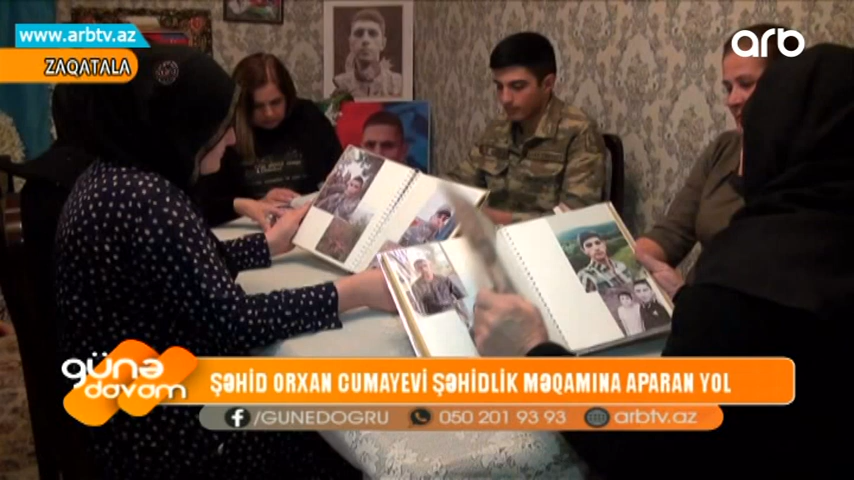 www.arbtv.az
ZAQATALA
arb
günə
davam
ŞƏHİD ORXAN CUMAYEVİ ŞƏHİDLİK MƏQAMINA APARAN YOL
/GUNEDOGRU 050 201 93 93 arbtv.az